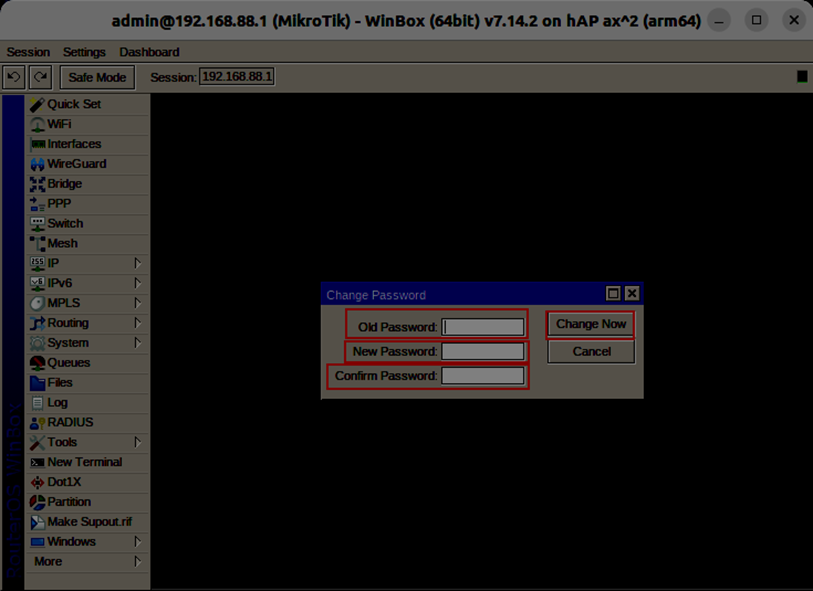 admin@192.168.88.1 (MikroTik) - WinBox (64bit) v7.14.2 on hAP ax^2 (arm64)
Session Settings Dashboard
Safe Mode Session: 192.168.88.1
Quick Set
WiFi
Interfaces
WireGuard
Bridge
PPP
Switch
Mesh
IP
IPv6
MPLS
Routing
System
Queues
Files
Log
RADIUS
Tools
New Terminal
Dot1X
Partition
Make Supout.rif
Windows
More
Change Password
Old Password:
Change Now
New Password:
Cancel
Confirm Password: